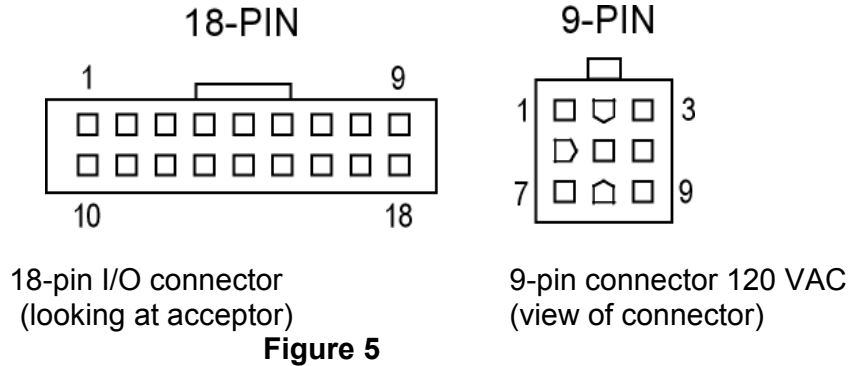 18-PIN
9-PIN
1 9
1 3
7 9
10 18
18-pin I/O connector
(looking at acceptor)
9-pin connector 120 VAC
(view of connector)
Figure 5